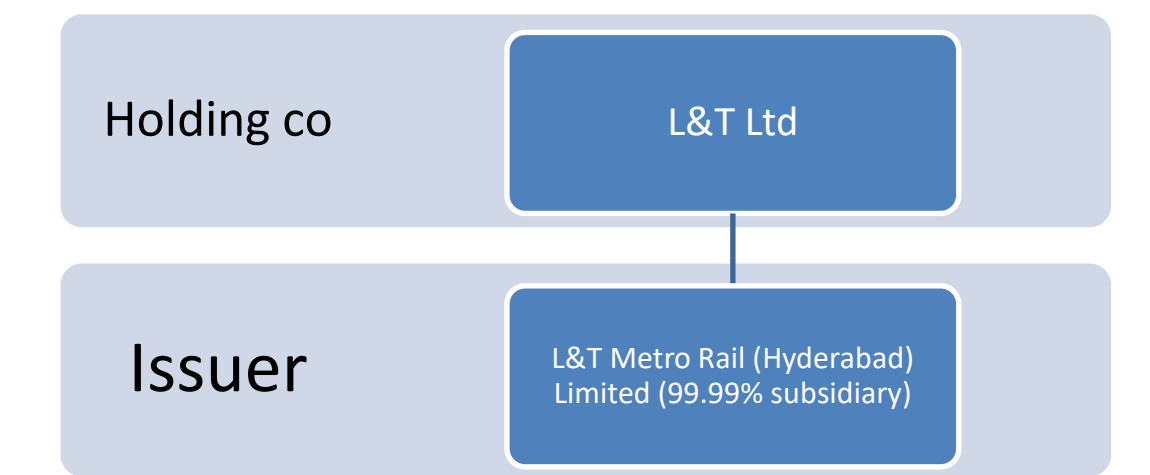 Holding co
L&T Ltd
Issuer
L&T Metro Rail (Hyderabad)
Limited (99.99% subsidiary)